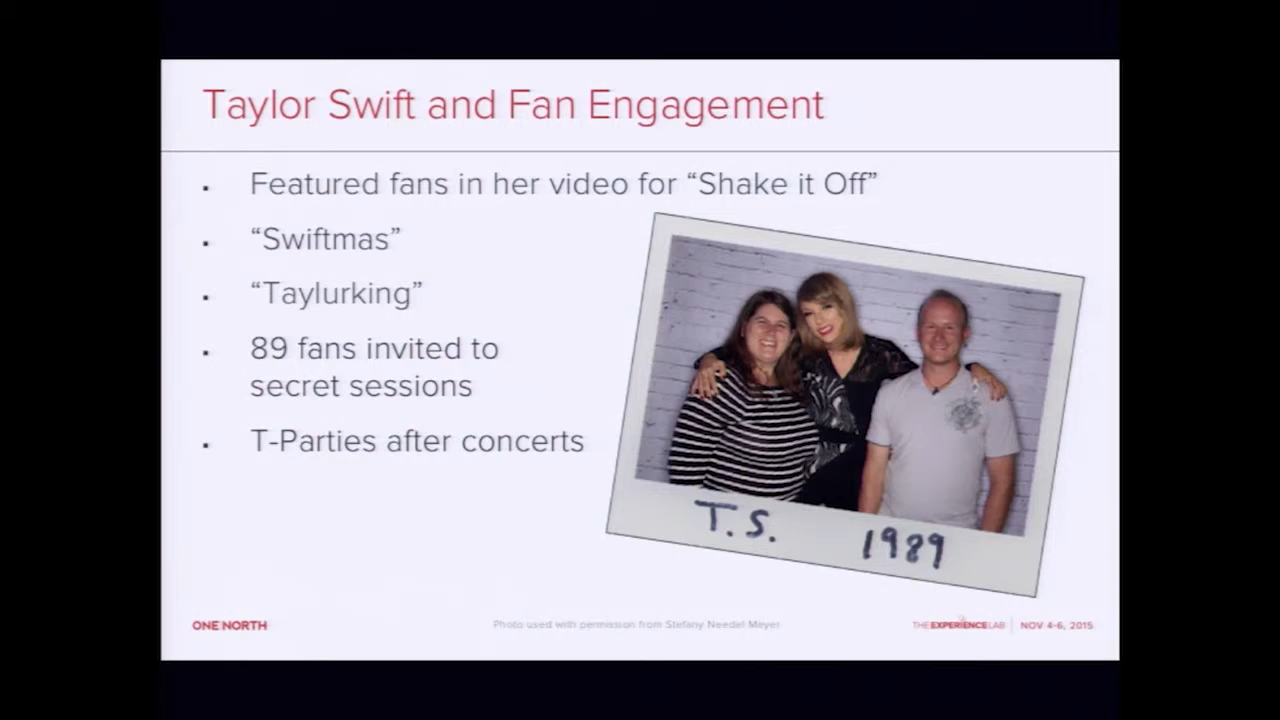 Taylor Swift and Fan Engagement
▪ Featured fans in her video for “Shake it Off”
▪ “Swiftmas”
▪ “Taylurking”
▪ 89 fans invited to
secret sessions
▪ T-Parties after concerts
T.S. 1989
ONE NORTH
Photo used with permission from Stefany Needel Meyer
THE EXPERIENCE LAB | NOV 4-6, 2015